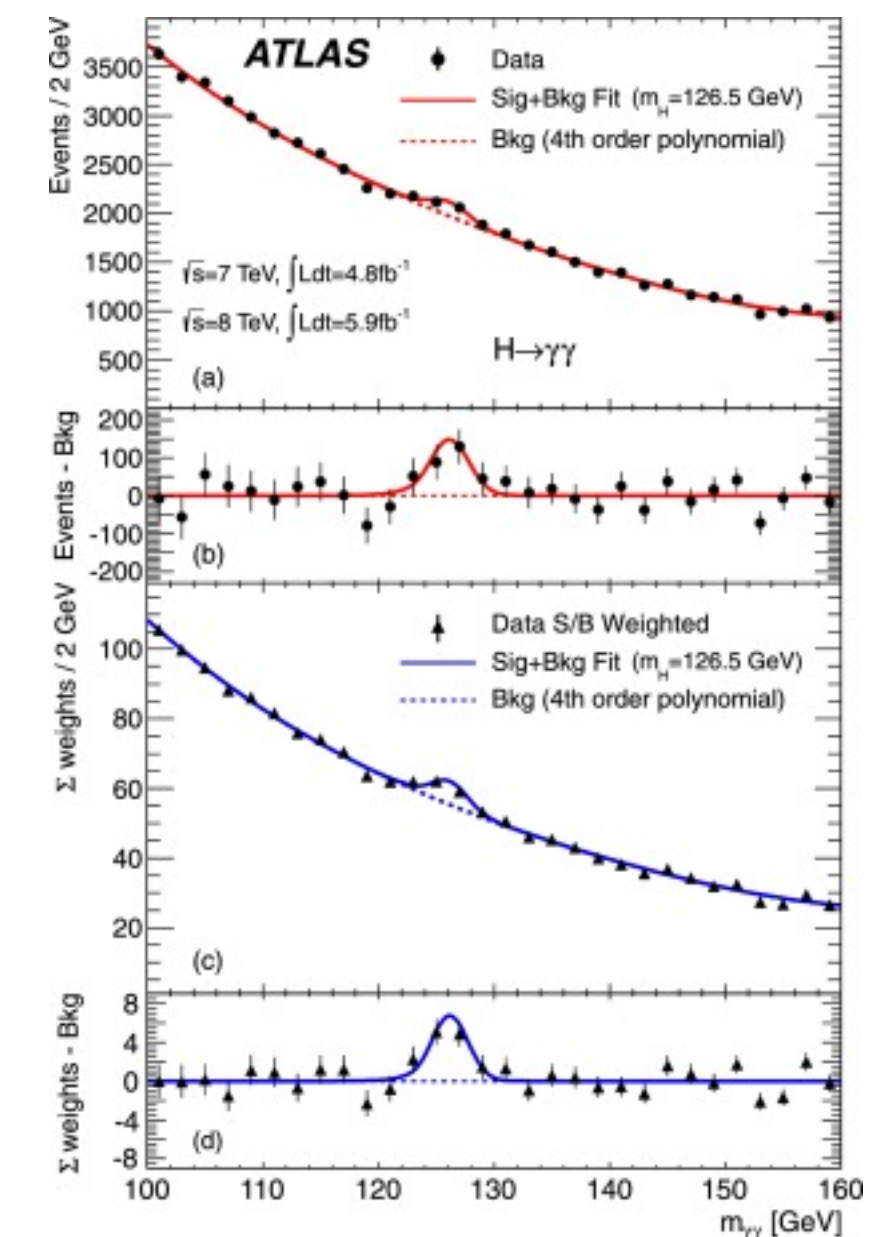 ATLAS
Data
Sig+Bkg Fit (m_H=126.5 GeV)
Bkg (4th order polynomial)
Events / 2 GeV
3500
3000
2500
2000
1500
1000
500
√s=7 TeV, ∫Ldt=4.8fb⁻¹
√s=8 TeV, ∫Ldt=5.9fb⁻¹
H→γγ
(a)
Events - Bkg
200
100
0
-100
-200
(b)
Σ weights / 2 GeV
100
80
60
40
20
Data S/B Weighted
Sig+Bkg Fit (m_H=126.5 GeV)
Bkg (4th order polynomial)
(c)
Σ weights - Bkg
8
4
0
-4
-8
(d)
100 110 120 130 140 150 160
m_γγ [GeV]